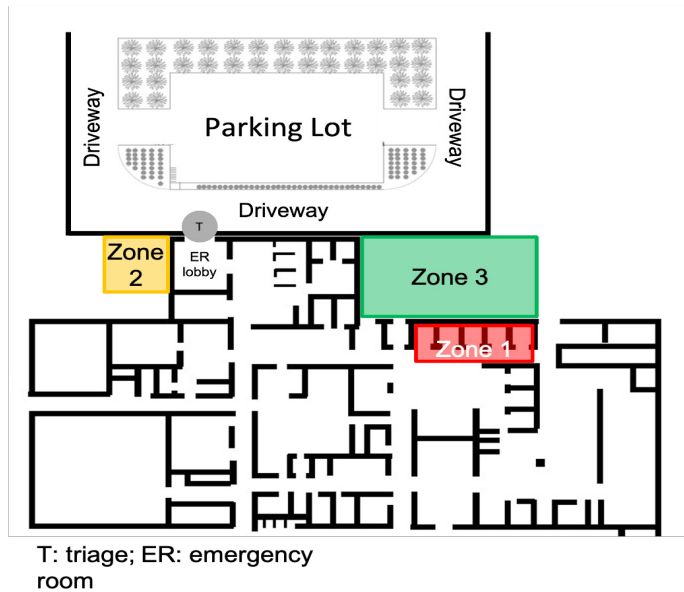 Driveway
Driveway
Parking Lot
Driveway
T
Zone
2
ER
lobby
Zone 3
Zone 1
T: triage; ER: emergency
room